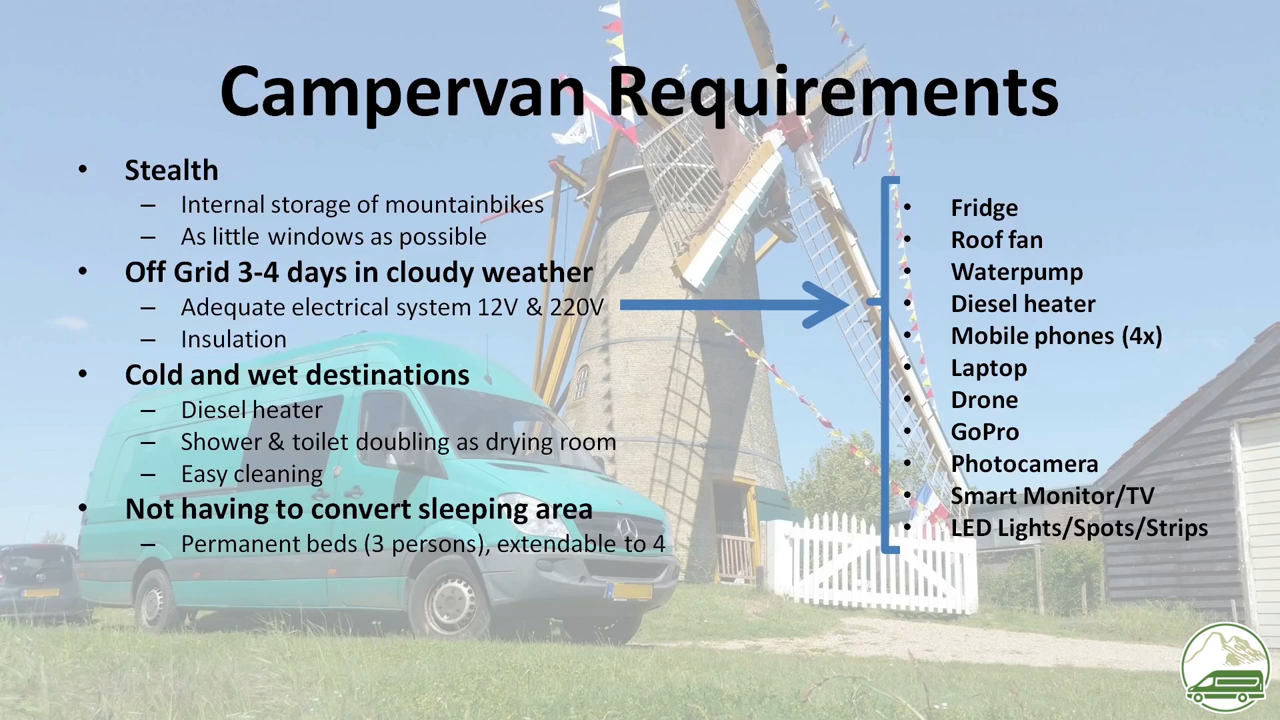 Campervan Requirements
• Stealth
– Internal storage of mountainbikes
– As little windows as possible
• Off Grid 3-4 days in cloudy weather
– Adequate electrical system 12V & 220V
– Insulation
• Cold and wet destinations
– Diesel heater
– Shower & toilet doubling as drying room
– Easy cleaning
• Not having to convert sleeping area
– Permanent beds (3 persons), extendable to 4
• Fridge
• Roof fan
• Waterpump
• Diesel heater
• Mobile phones (4x)
• Laptop
• Drone
• GoPro
• Photocamera
• Smart Monitor/TV
• LED Lights/Spots/Strips